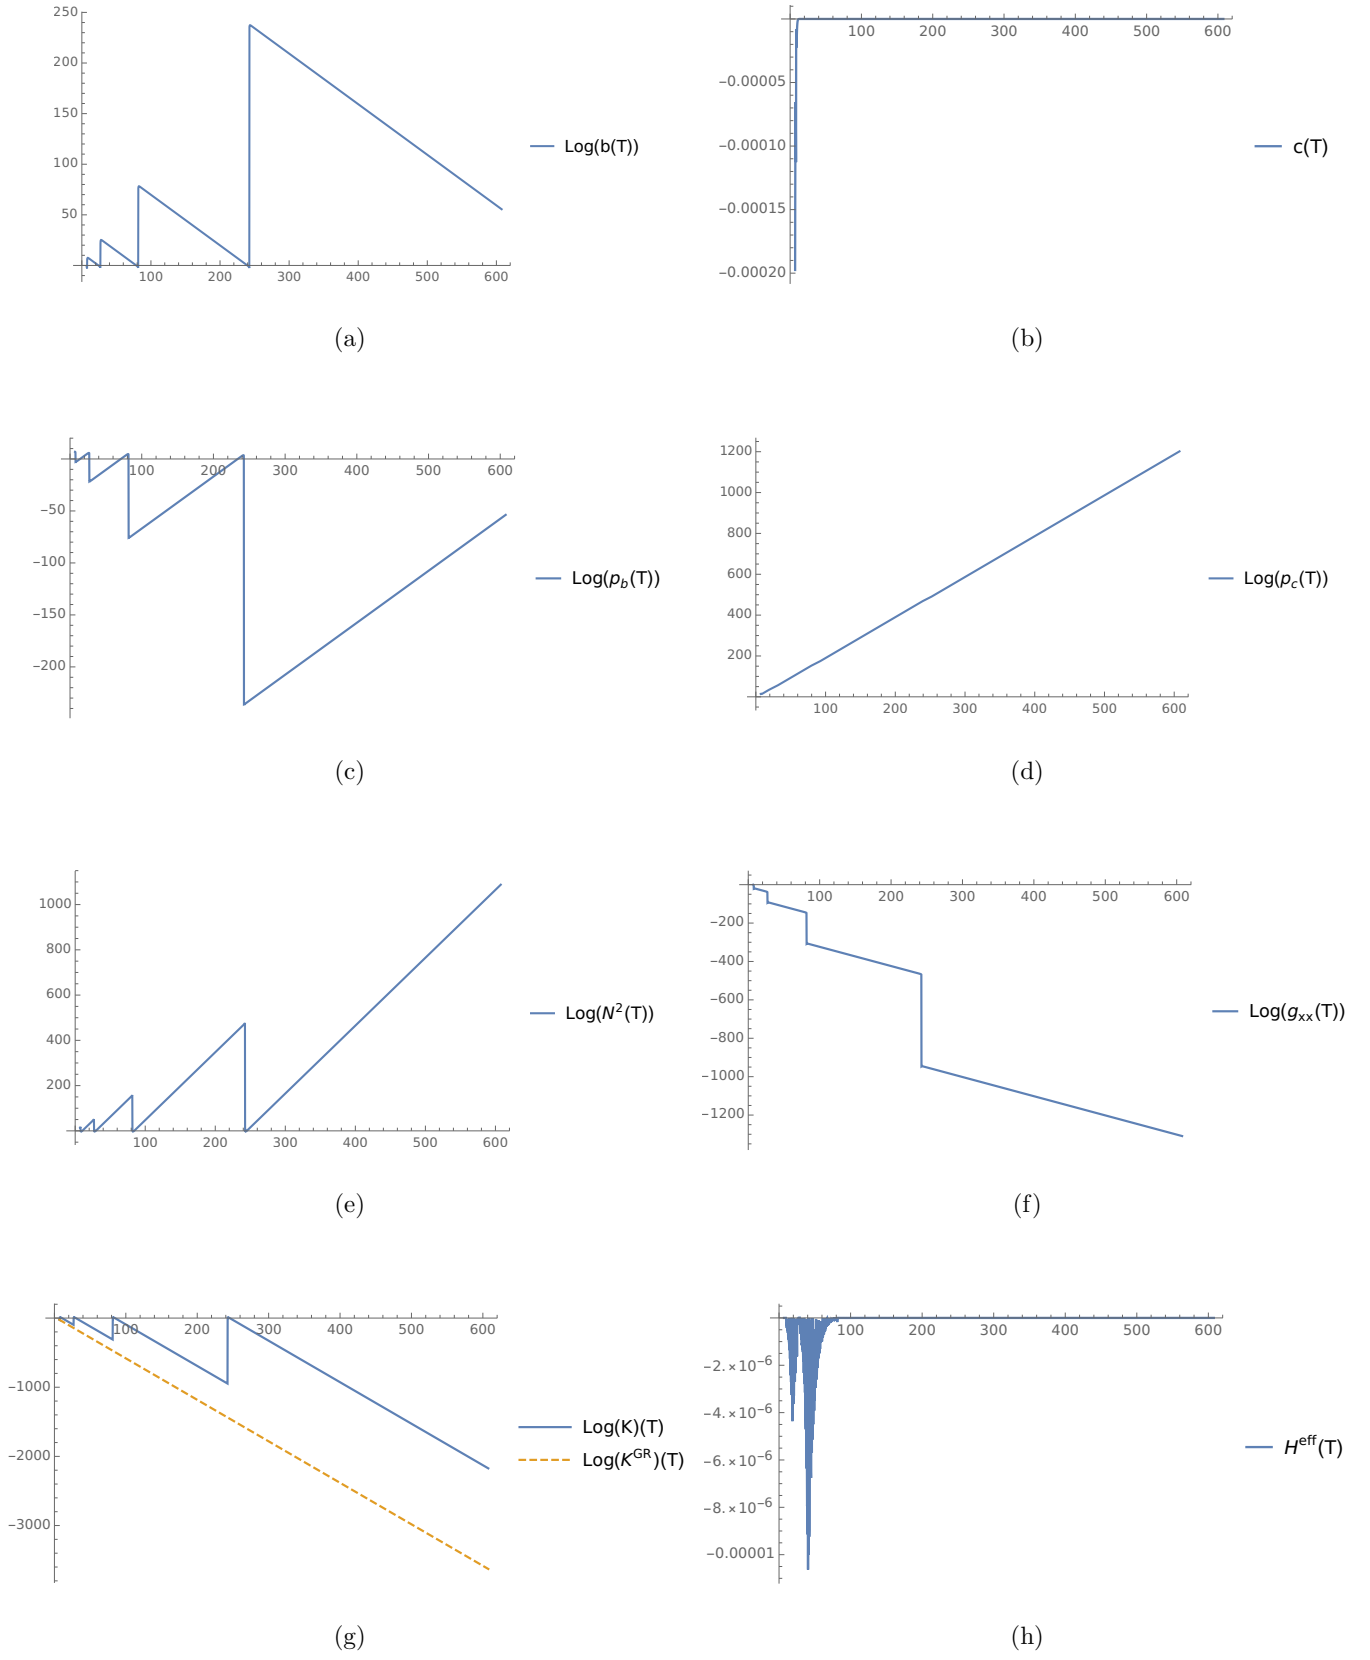 250
200
150
100
50
100 200 300 400 500 600
Log(b(T))
(a)
100 200 300 400 500 600
−0.00005
−0.00010
−0.00015
−0.00020
c(T)
(b)
100 200 300 400 500 600
−50
−100
−150
−200
Log(p_b(T))
(c)
1200
1000
800
600
400
200
100 200 300 400 500 600
Log(p_c(T))
(d)
1000
800
600
400
200
100 200 300 400 500 600
Log(N²(T))
(e)
100 200 300 400 500 600
−200
−400
−600
−800
−1000
−1200
Log(g_xx(T))
(f)
100 200 300 400 500 600
−1000
−2000
−3000
Log(K)(T)
Log(K^GR)(T)
(g)
100 200 300 400 500 600
−2.×10⁻⁶
−4.×10⁻⁶
−6.×10⁻⁶
−8.×10⁻⁶
−0.00001
H^eff(T)
(h)